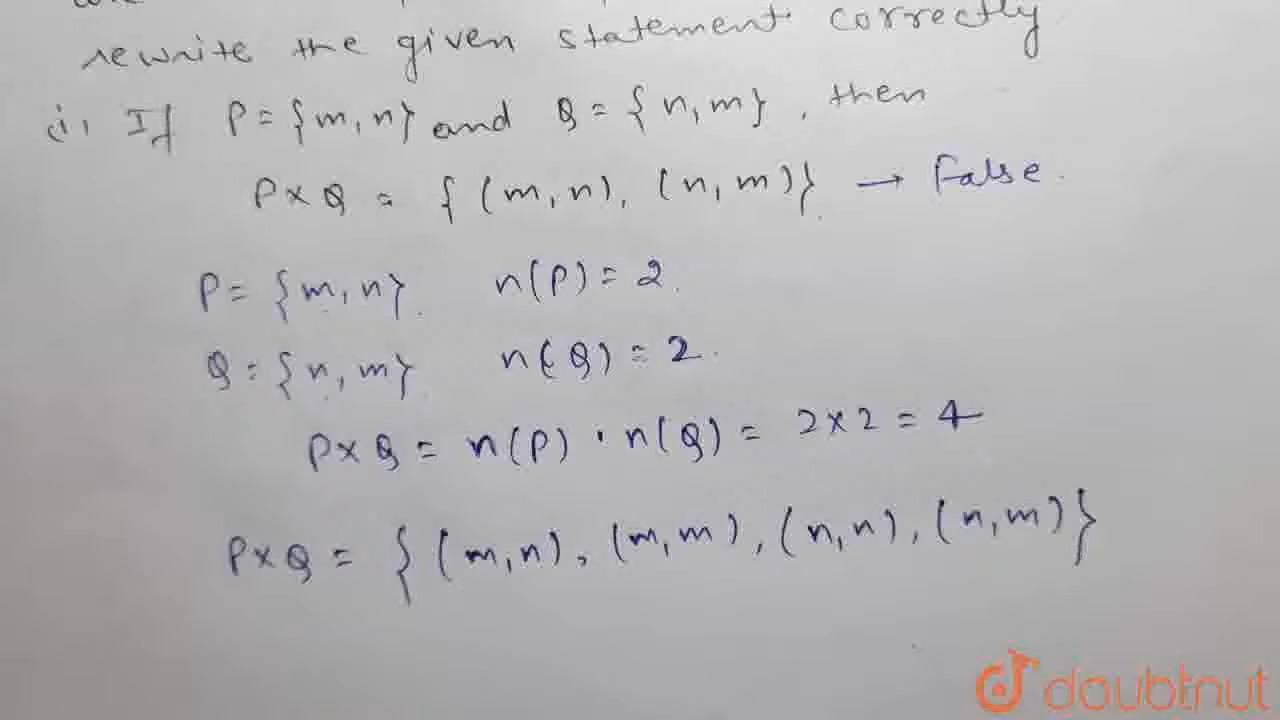 rewrite the given statement correctly
(i) If P = {m, n} and Q = {n, m}, then
P × Q = {(m, n), (n, m)} → False.
P = {m, n} n(P) = 2.
Q = {n, m} n(Q) = 2.
P × Q = n(P) · n(Q) = 2 × 2 = 4
P × Q = {(m, n), (m, m), (n, n), (n, m)}
doubtnut